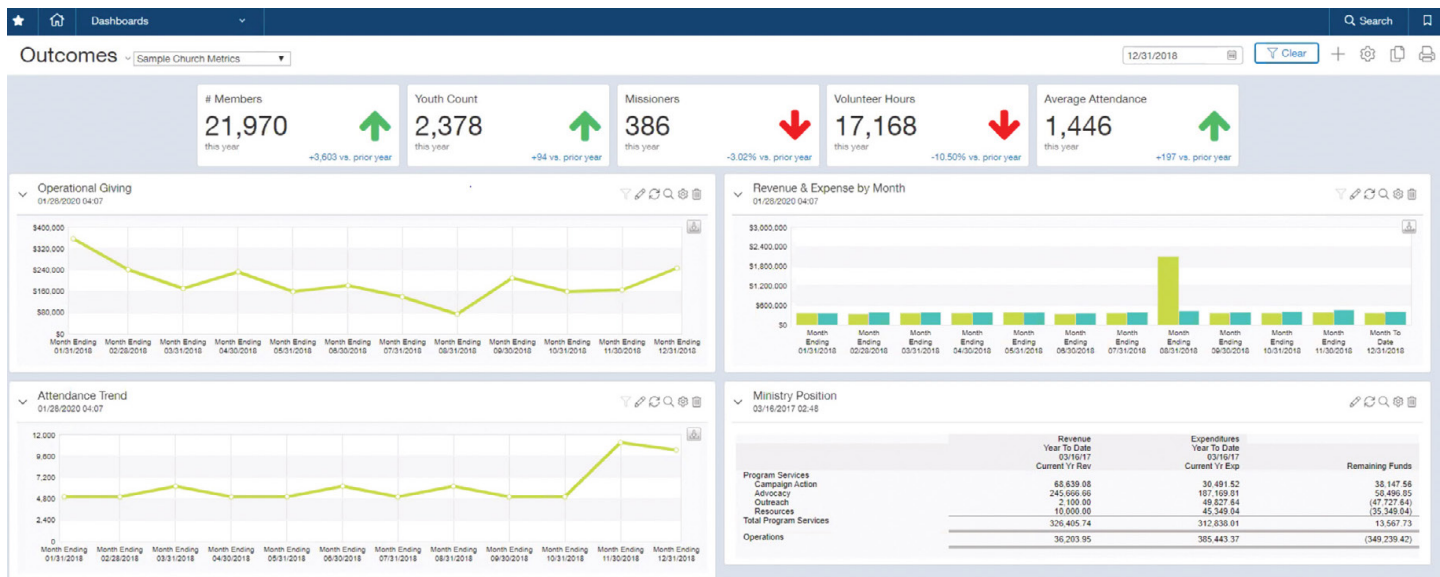 Dashboards
Search
Outcomes
Sample Church Metrics
12/31/2018
Clear
# Members
21,970
this year
+3,603 vs. prior year
Youth Count
2,378
this year
+94 vs. prior year
Missioners
386
this year
-3.02% vs. prior year
Volunteer Hours
17,168
this year
-10.50% vs. prior year
Average Attendance
1,446
this year
+197 vs. prior year
Operational Giving
01/28/2020 04:07
$400,000
$320,000
$240,000
$160,000
$80,000
$0
Month Ending Month Ending Month Ending Month Ending Month Ending Month Ending Month Ending Month Ending Month Ending Month Ending Month Ending Month Ending
01/31/2018 02/28/2018 03/31/2018 04/30/2018 05/31/2018 06/30/2018 07/31/2018 08/31/2018 09/30/2018 10/31/2018 11/30/2018 12/31/2018
Revenue & Expense by Month
01/28/2020 04:07
$3,000,000
$2,400,000
$1,800,000
$1,200,000
$600,000
$0
Month Month Month Month Month Month Month Month Month Month Month Month To
Ending Ending Ending Ending Ending Ending Ending Ending Ending Ending Ending Date
01/31/2018 02/28/2018 03/31/2018 04/30/2018 05/31/2018 06/30/2018 07/31/2018 08/31/2018 09/30/2018 10/31/2018 11/30/2018 12/31/2018
Attendance Trend
01/28/2020 04:07
12,000
9,600
7,200
4,800
2,400
0
Month Ending Month Ending Month Ending Month Ending Month Ending Month Ending Month Ending Month Ending Month Ending Month Ending Month Ending Month Ending
01/31/2018 02/28/2018 03/31/2018 04/30/2018 05/31/2018 06/30/2018 07/31/2018 08/31/2018 09/30/2018 10/31/2018 11/30/2018 12/31/2018
Ministry Position
03/16/2017 02:48
Revenue Expenditures
Year To Date Year To Date
03/16/17 03/16/17
Current Yr Rev Current Yr Exp Remaining Funds
Program Services
Campaign Action 68,639.08 30,491.52 38,147.56
Advocacy 245,666.66 187,169.81 58,496.85
Outreach 2,100.00 49,827.64 (47,727.64)
Resources 10,000.00 45,349.04 (35,349.04)
Total Program Services 326,405.74 312,838.01 13,567.73
Operations 36,203.95 385,443.37 (349,239.42)